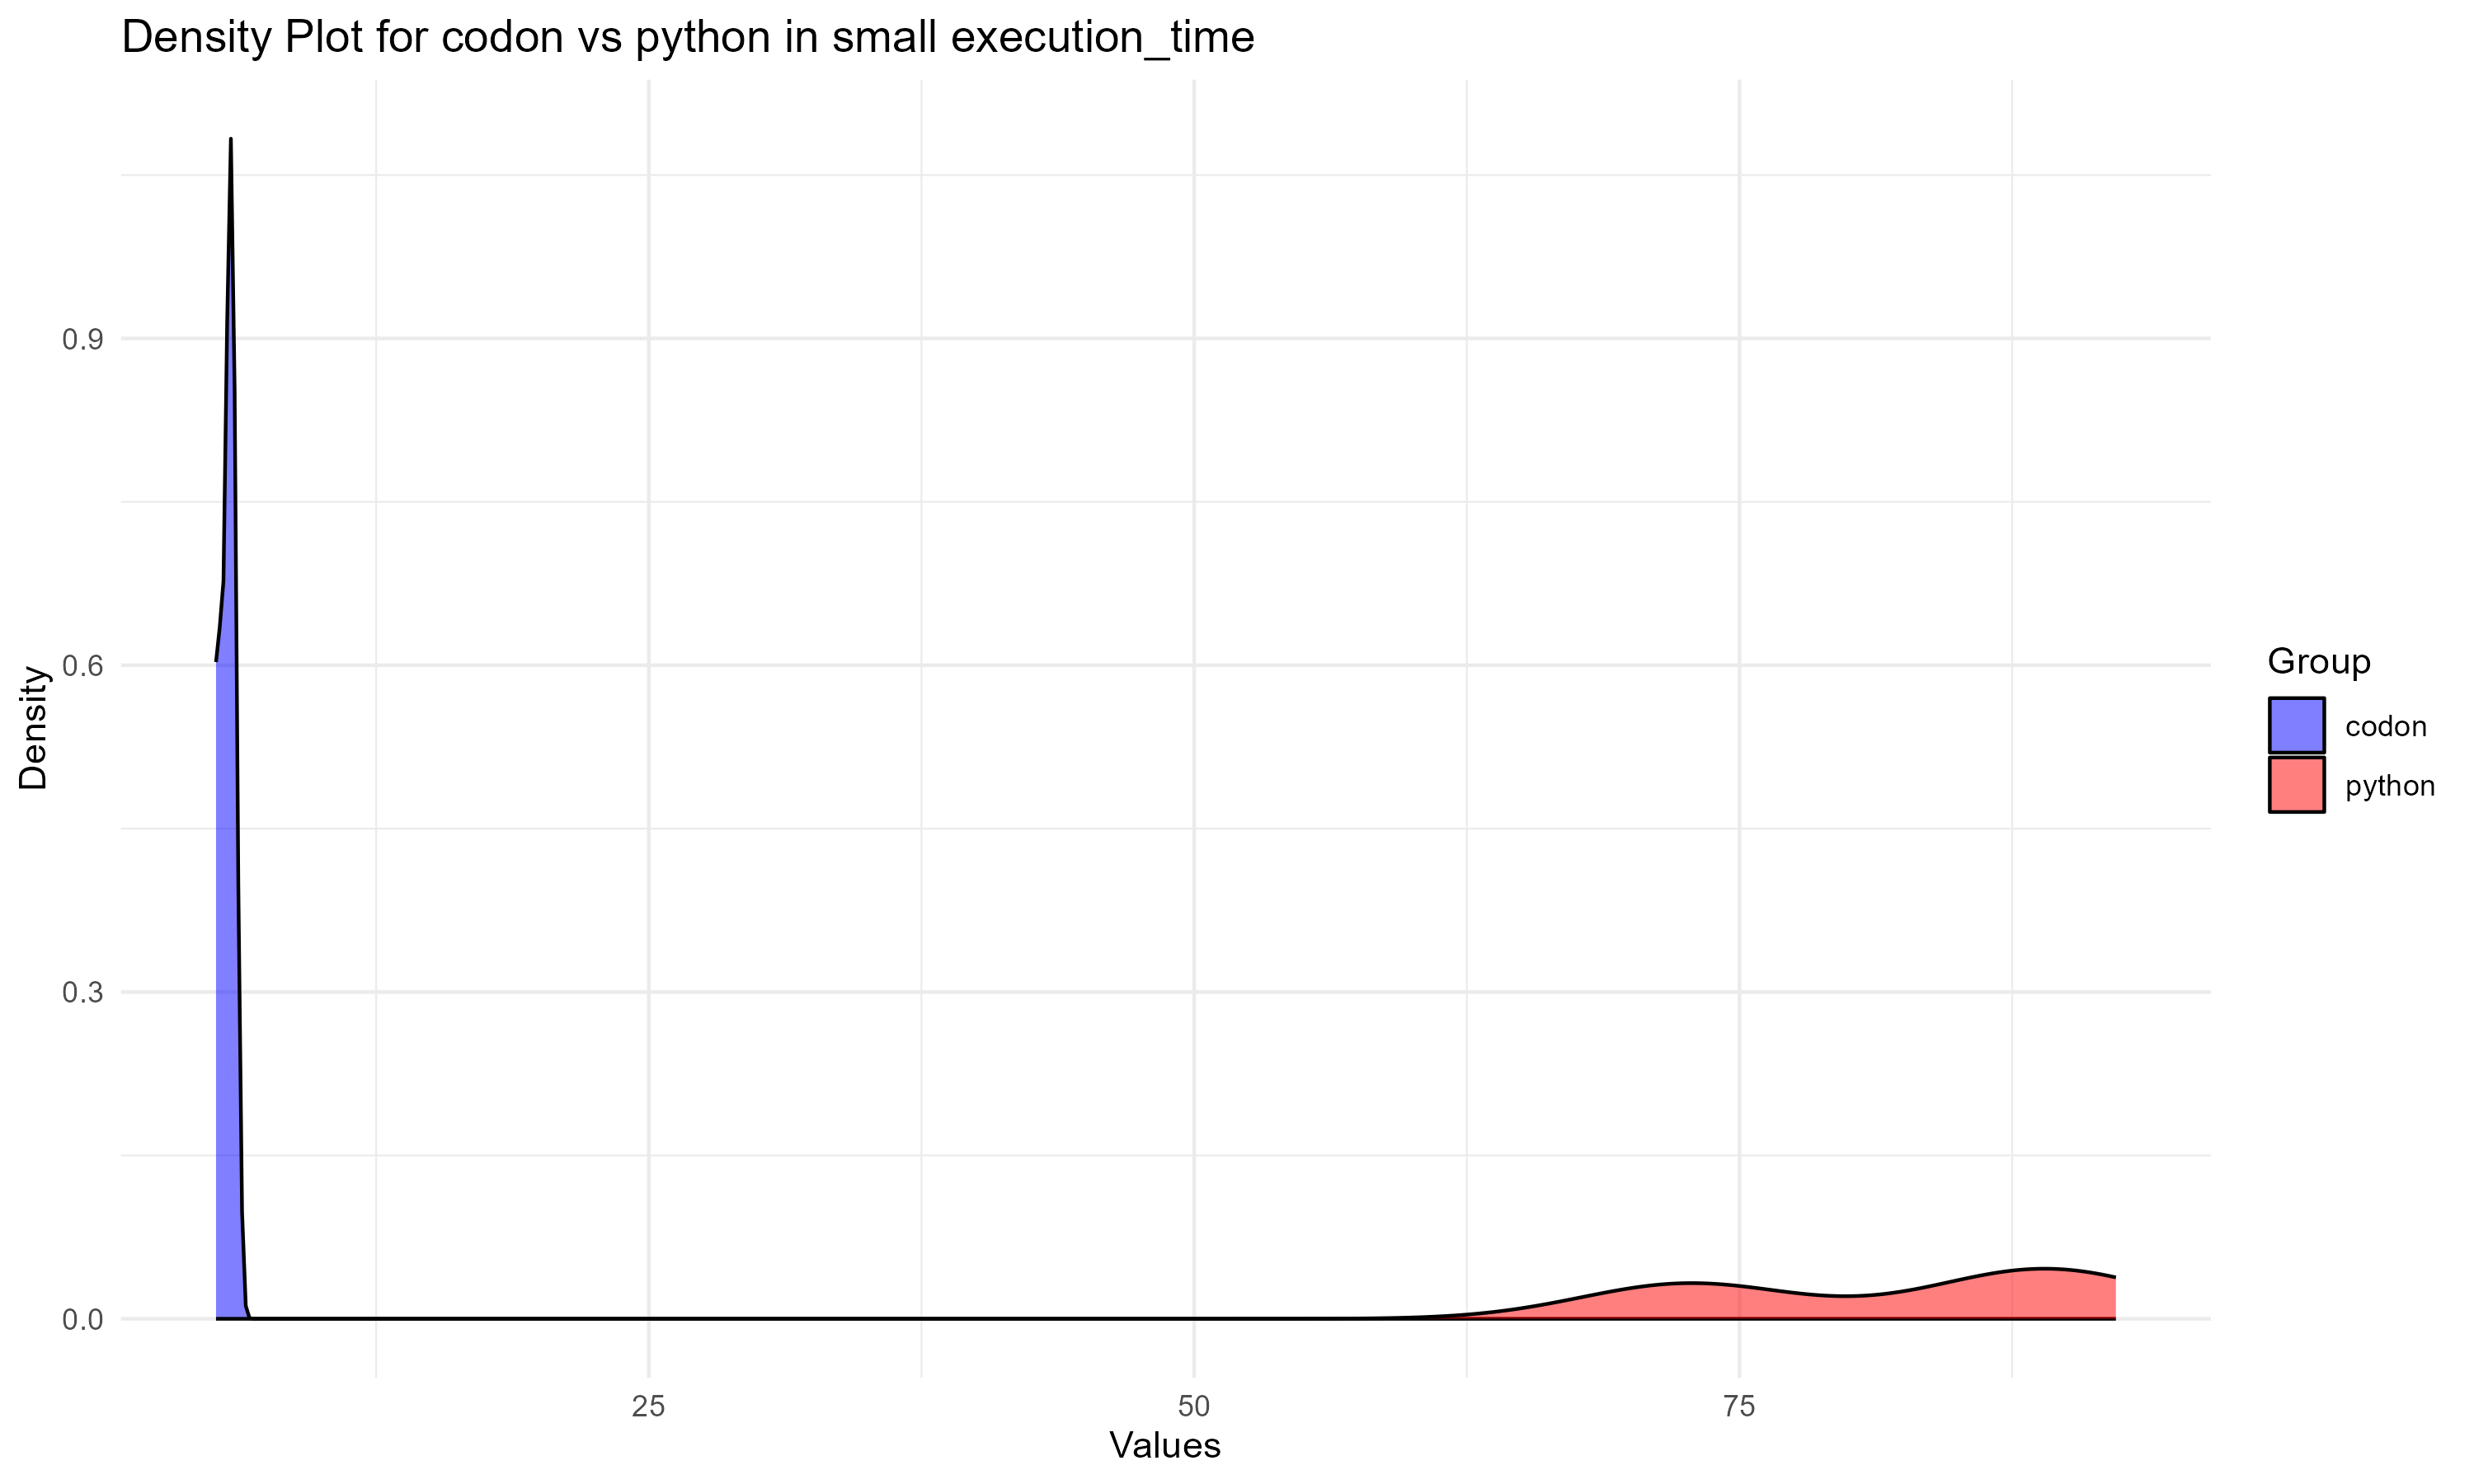 Density Plot for codon vs python in small execution_time
0.9
0.6
0.3
0.0
Density
25
50
75
Values
Group
codon
python